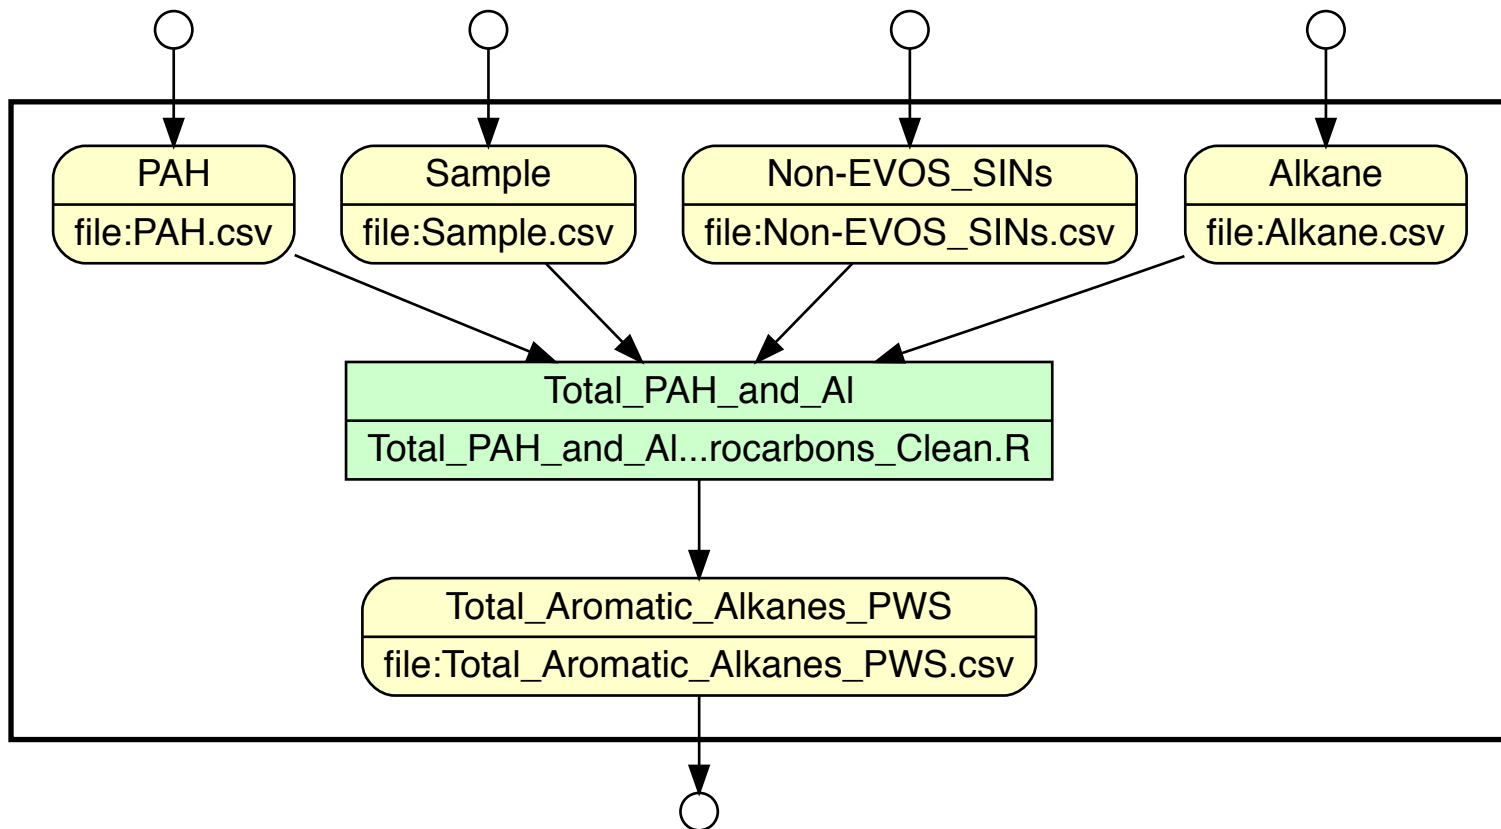 PAH
file:PAH.csv
Sample
file:Sample.csv
Non-EVOS_SINs
file:Non-EVOS_SINs.csv
Alkane
file:Alkane.csv
Total_PAH_and_Al
Total_PAH_and_Al...rocarbons_Clean.R
Total_Aromatic_Alkanes_PWS
file:Total_Aromatic_Alkanes_PWS.csv